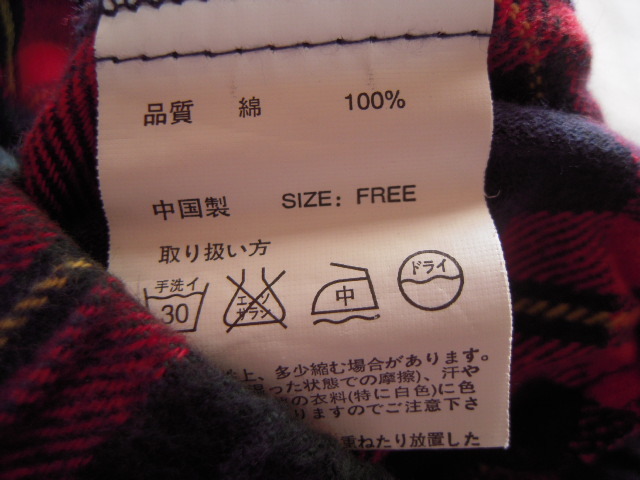 品質 綿 100%
中国製 SIZE: FREE
取り扱い方
手洗イ 30 エンソ サラシ 中 ドライ
上、多少縮む場合があります。
った状態での摩擦)、汗や
の衣料(特に白色)に色
りますのでご注意下さ
重ねたり放置した